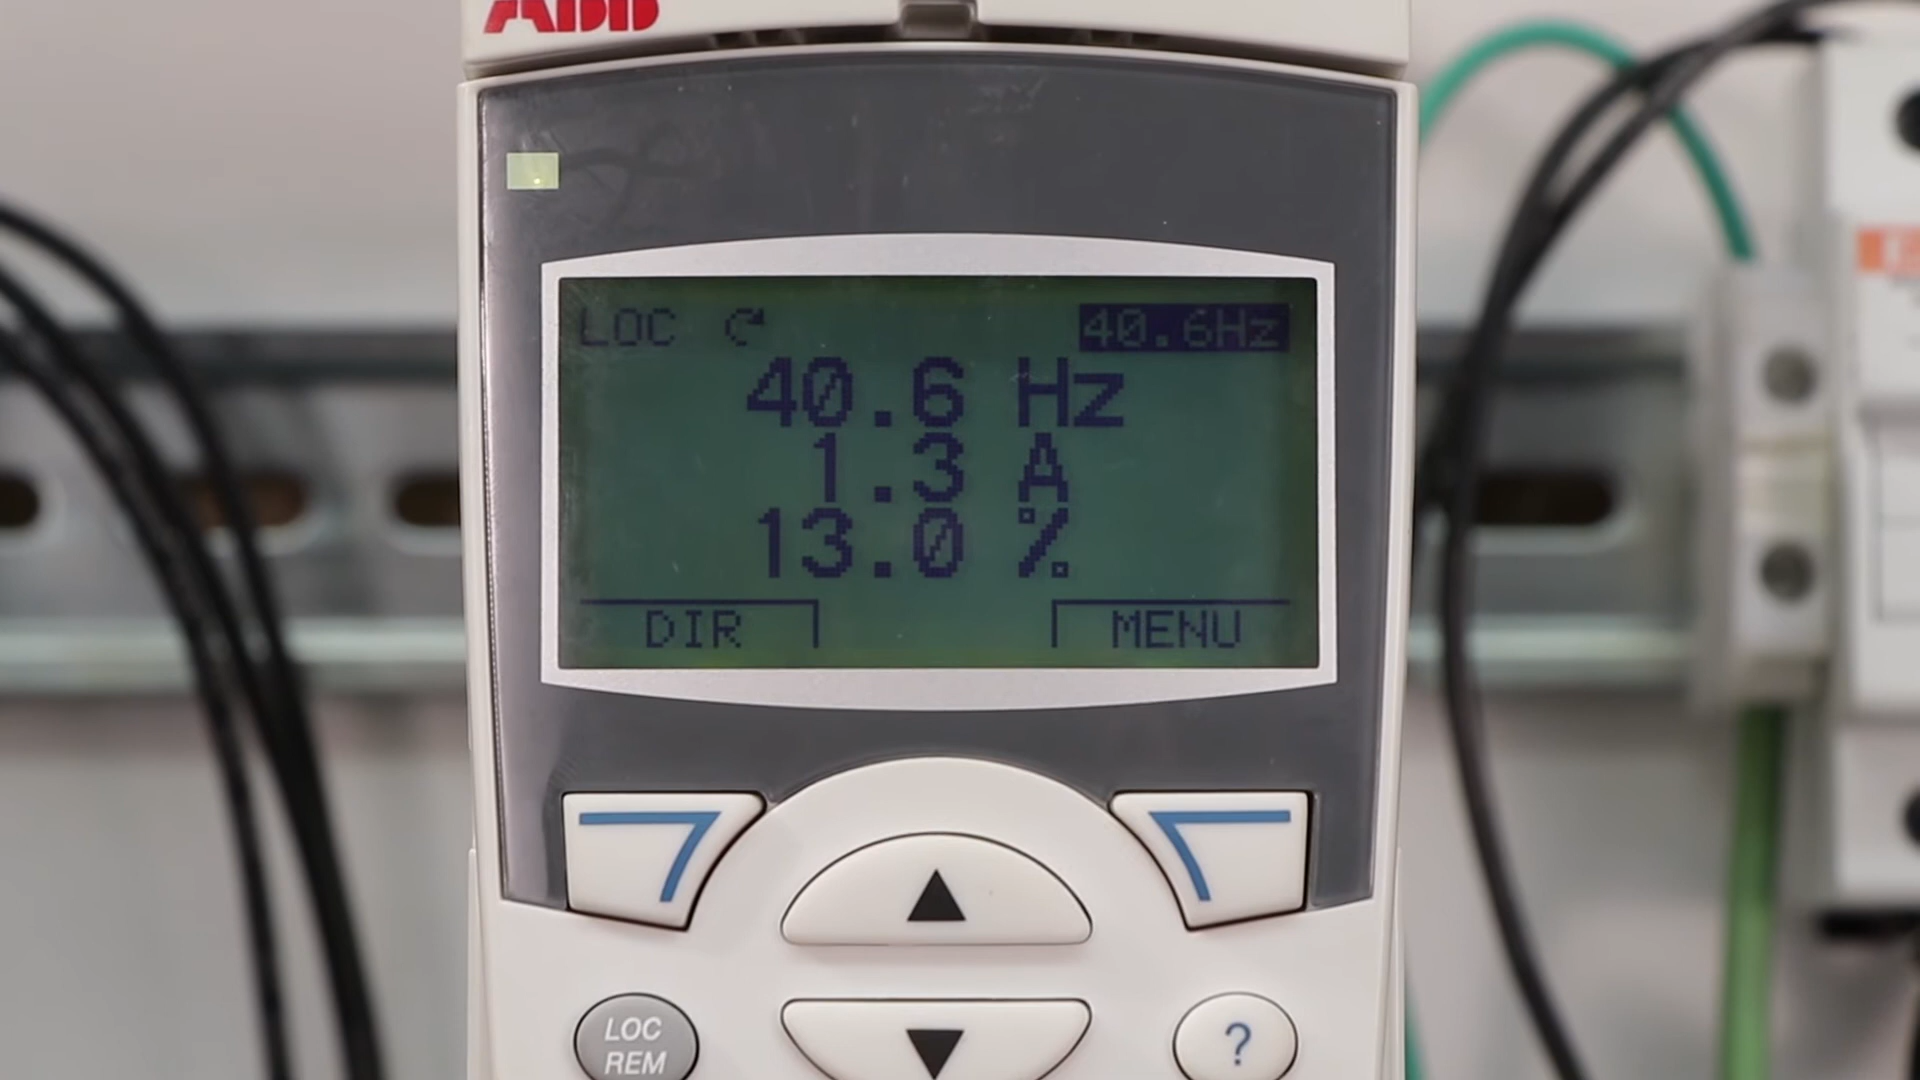 ABB
LOC 40.6Hz
40.6 Hz
1.3 A
13.0 %
DIR MENU
LOC
REM
?